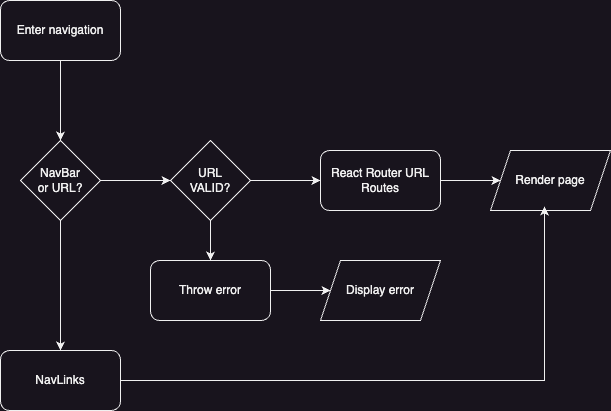 Enter navigation
NavBar
or URL?
URL
VALID?
React Router URL
Routes
Render page
Throw error
Display error
NavLinks